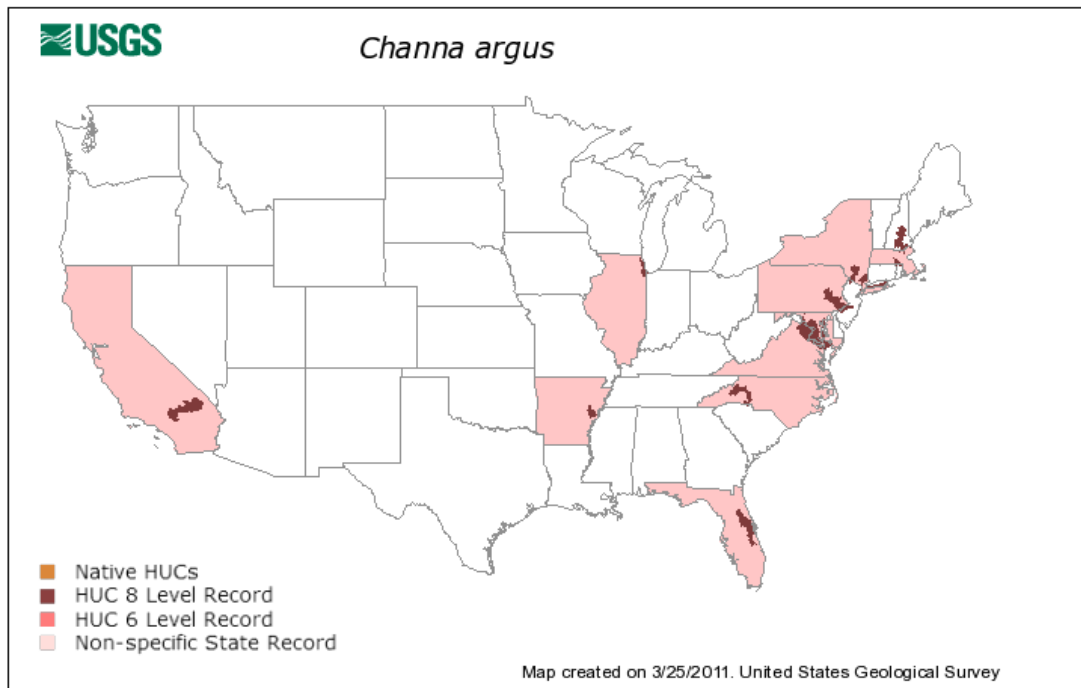 USGS
Channa argus
Native HUCs
HUC 8 Level Record
HUC 6 Level Record
Non-specific State Record
Map created on 3/25/2011. United States Geological Survey